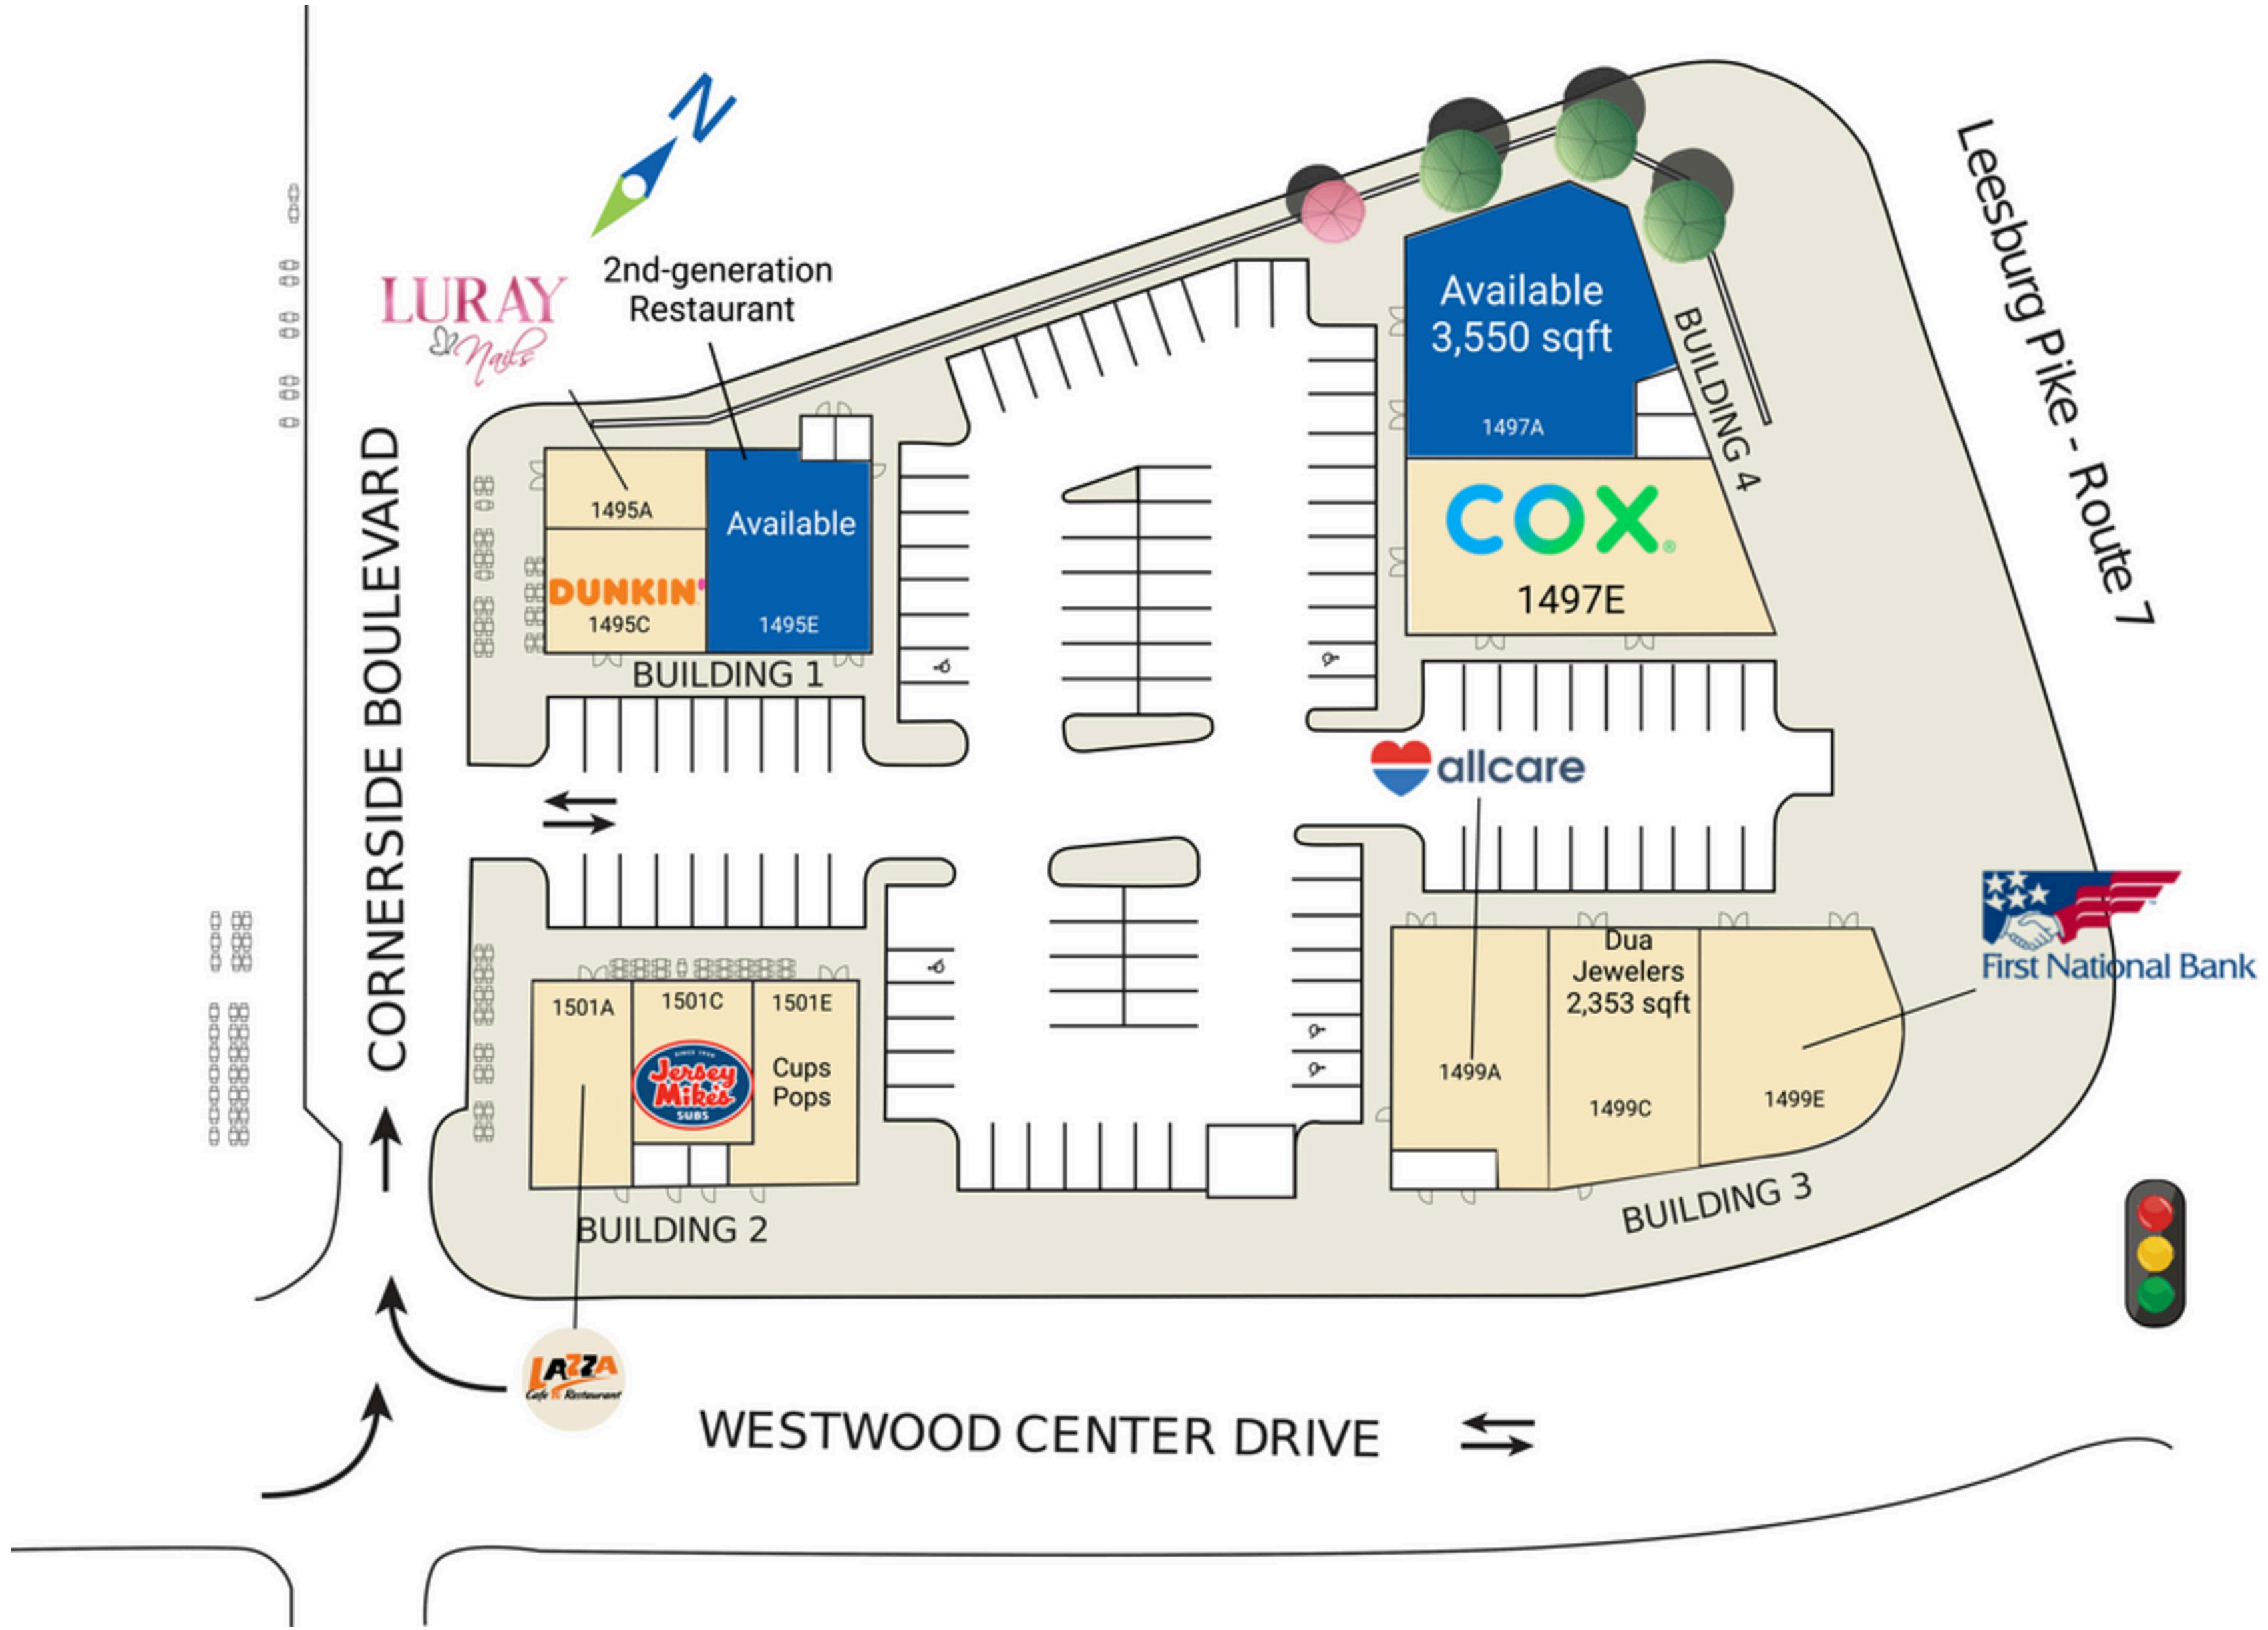 N
LURAY
Nails
2nd-generation
Restaurant
1495A
DUNKIN'
1495C
Available
1495E
BUILDING 1
CORNERSIDE BOULEVARD
Available
3,550 sqft
1497A
BUILDING 4
COX®
1497E
Leesburg Pike - Route 7
allcare
1501A
1501C
SINCE 1956
Jersey
Mike's
SUBS
1501E
Cups
Pops
BUILDING 2
1499A
Dua
Jewelers
2,353 sqft
1499C
1499E
BUILDING 3
First National Bank
LAZZA
Cafe & Restaurant
WESTWOOD CENTER DRIVE